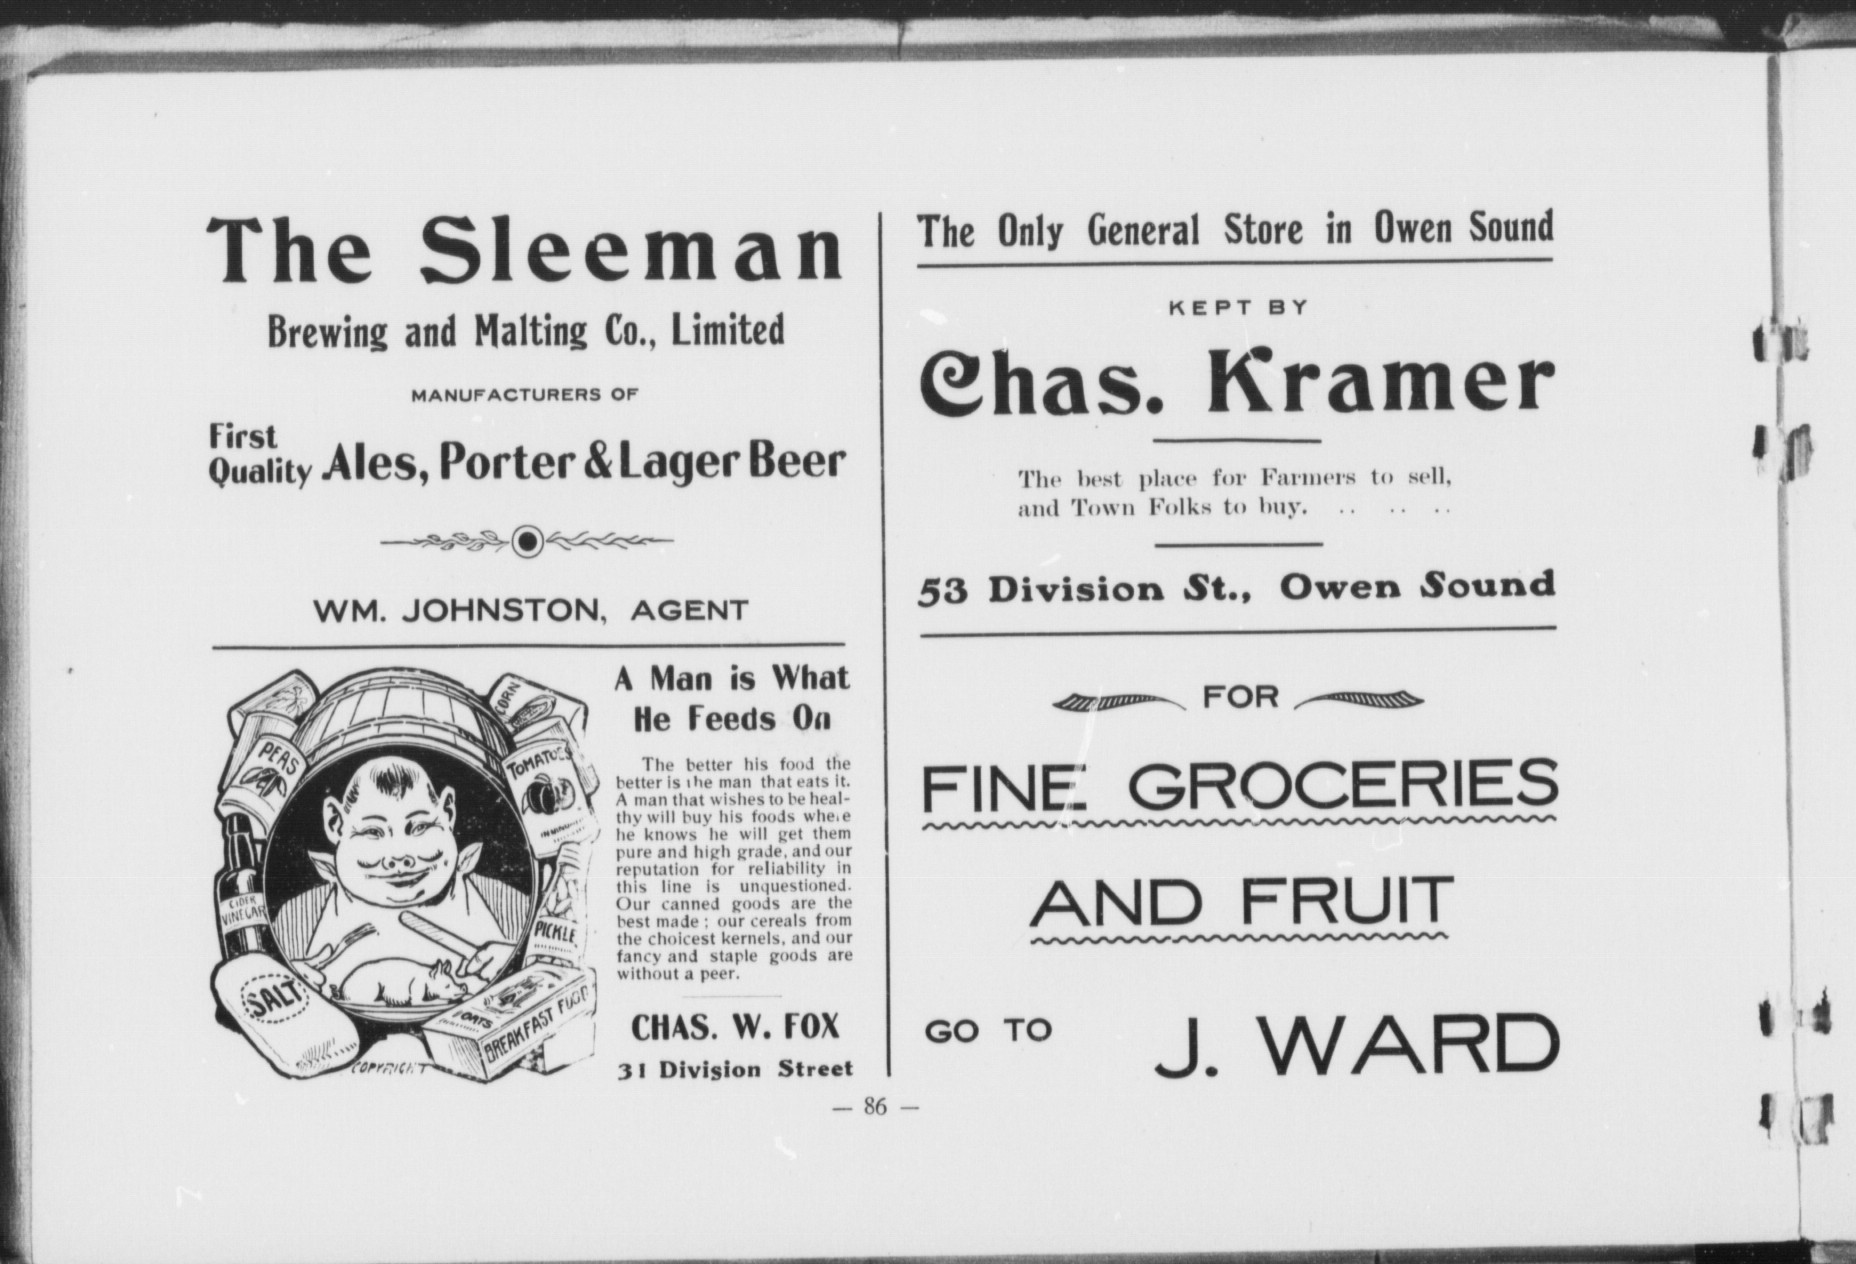 The Sleeman
Brewing and Malting Co., Limited
MANUFACTURERS OF
First
Quality Ales, Porter & Lager Beer
WM. JOHNSTON, AGENT
CORN
PEAS
TOMATOES
CIDER
VINEGAR
PICKLE
SALT
OATS
BREAKFAST FOOD
COPYRIGHT
A Man is What
He Feeds On
The better his food the
better is the man that eats it.
A man that wishes to be heal-
thy will buy his foods where
he knows he will get them
pure and high grade, and our
reputation for reliability in
this line is unquestioned.
Our canned goods are the
best made ; our cereals from
the choicest kernels, and our
fancy and staple goods are
without a peer.
CHAS. W. FOX
31 Division Street
The Only General Store in Owen Sound
KEPT BY
Chas. Kramer
The best place for Farmers to sell,
and Town Folks to buy. .. .. ..
53 Division St., Owen Sound
FOR
FINE GROCERIES
AND FRUIT
GO TO J. WARD
— 86 —